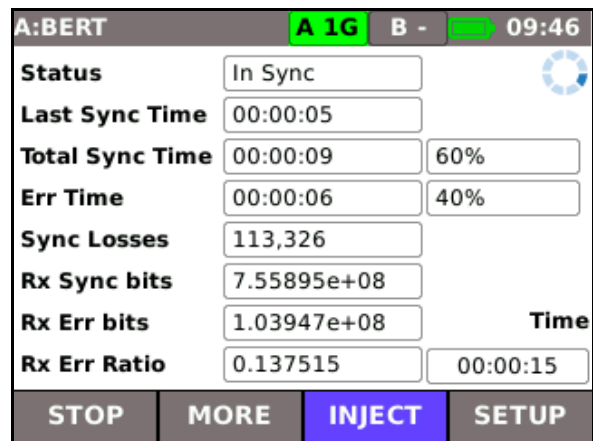 A:BERT A 1G B - 09:46
Status In Sync
Last Sync Time 00:00:05
Total Sync Time 00:00:09 60%
Err Time 00:00:06 40%
Sync Losses 113,326
Rx Sync bits 7.55895e+08
Rx Err bits 1.03947e+08 Time
Rx Err Ratio 0.137515 00:00:15
STOP MORE INJECT SETUP